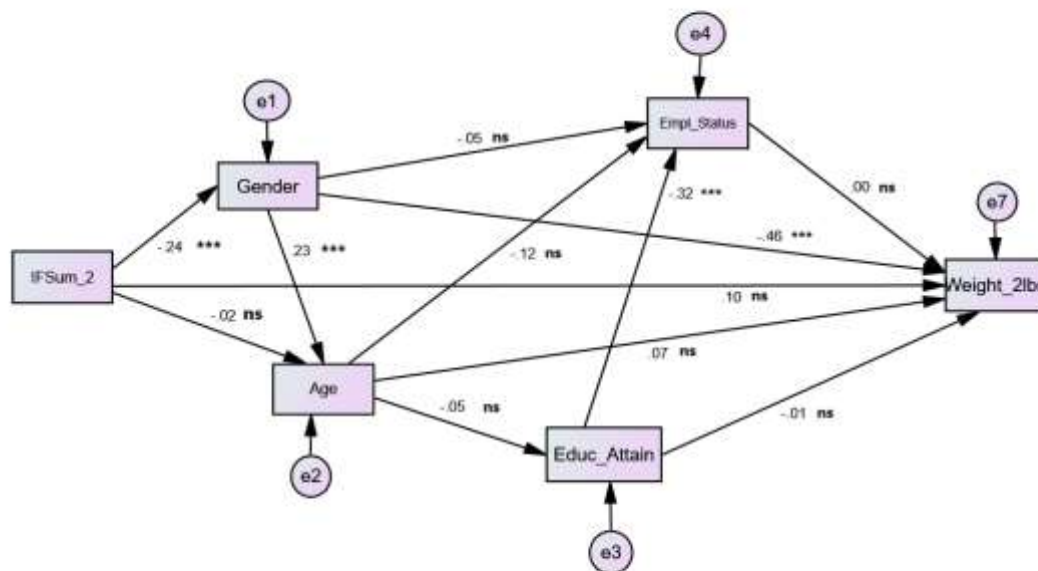 e4
e1
Empl_Status
-.05 ns
Gender
-.32 ***
.00 ns
e7
-.24 ***
.23 ***
-.12 ns
-.46 ***
IFSum_2
Weight_2lb
.10 ns
-.02 ns
.07 ns
Age
-.05 ns
-.01 ns
Educ_Attain
e2
e3